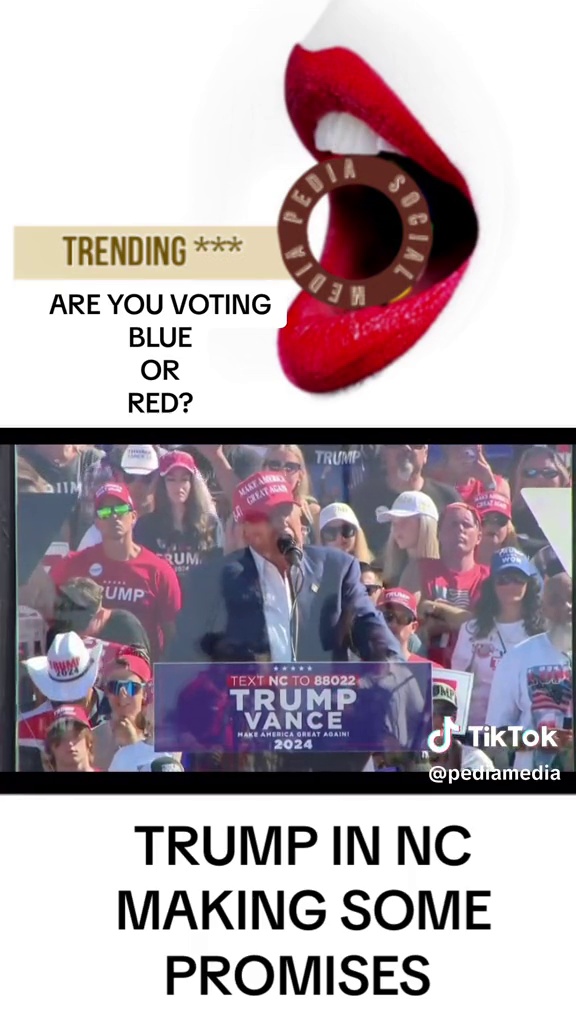 PEDIA SOCIAL MEDIA
TRENDING ***
ARE YOU VOTING
BLUE
OR
RED?
TRUMP
MAKE AMERICA
GREAT AGAIN
TRUMP
TRUMP
2024
TEXT NC TO 88022
TRUMP
VANCE
MAKE AMERICA GREAT AGAIN!
2024
TikTok
@pediamedia
TRUMP IN NC
MAKING SOME
PROMISES